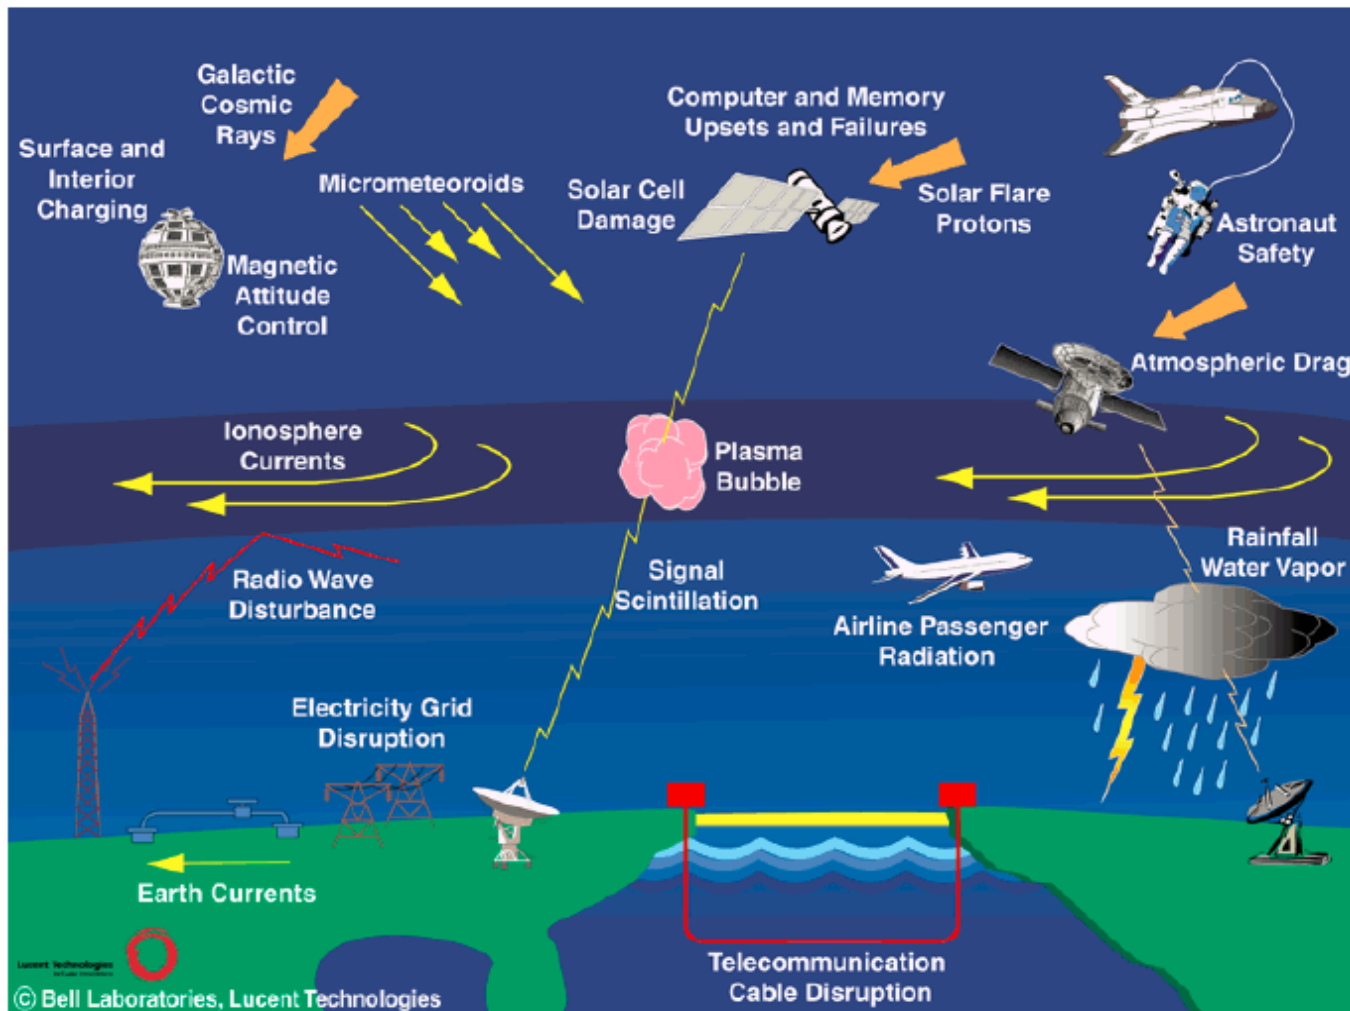 Galactic
Cosmic
Rays
Surface and
Interior
Charging
Magnetic
Attitude
Control
Micrometeoroids
Computer and Memory
Upsets and Failures
Solar Cell
Damage
Solar Flare
Protons
Astronaut
Safety
Atmospheric Drag
Ionosphere
Currents
Plasma
Bubble
Radio Wave
Disturbance
Signal
Scintillation
Airline Passenger
Radiation
Rainfall
Water Vapor
Electricity Grid
Disruption
Earth Currents
Telecommunication
Cable Disruption
Lucent Technologies
© Bell Laboratories, Lucent Technologies